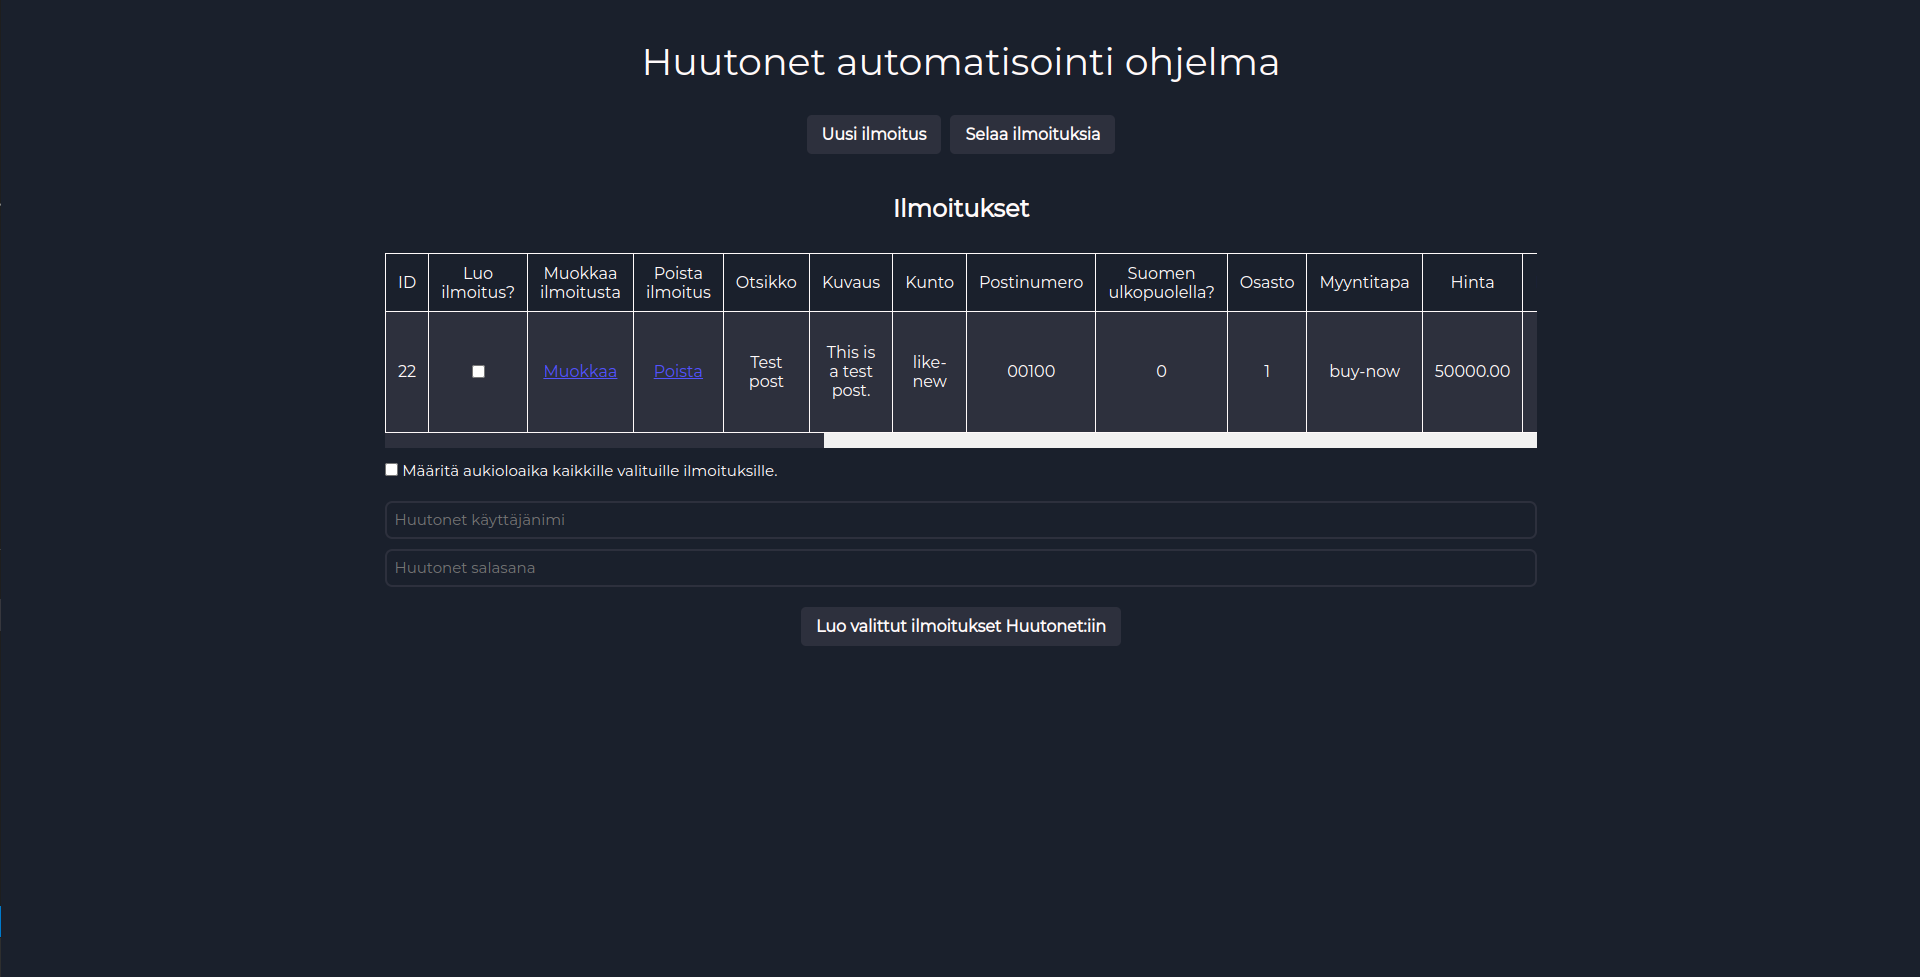 Huutonet automatisointi ohjelma
Uusi ilmoitus Selaa ilmoituksia
Ilmoitukset
ID Luo ilmoitus? Muokkaa ilmoitusta Poista ilmoitus Otsikko Kuvaus Kunto Postinumero Suomen ulkopuolella? Osasto Myyntitapa Hinta
22 Muokkaa Poista Test post This is a test post. like-new 00100 0 1 buy-now 50000.00
Määritä aukioloaika kaikkille valituille ilmoituksille.
Huutonet käyttäjänimi
Huutonet salasana
Luo valittut ilmoitukset Huutonet:iin